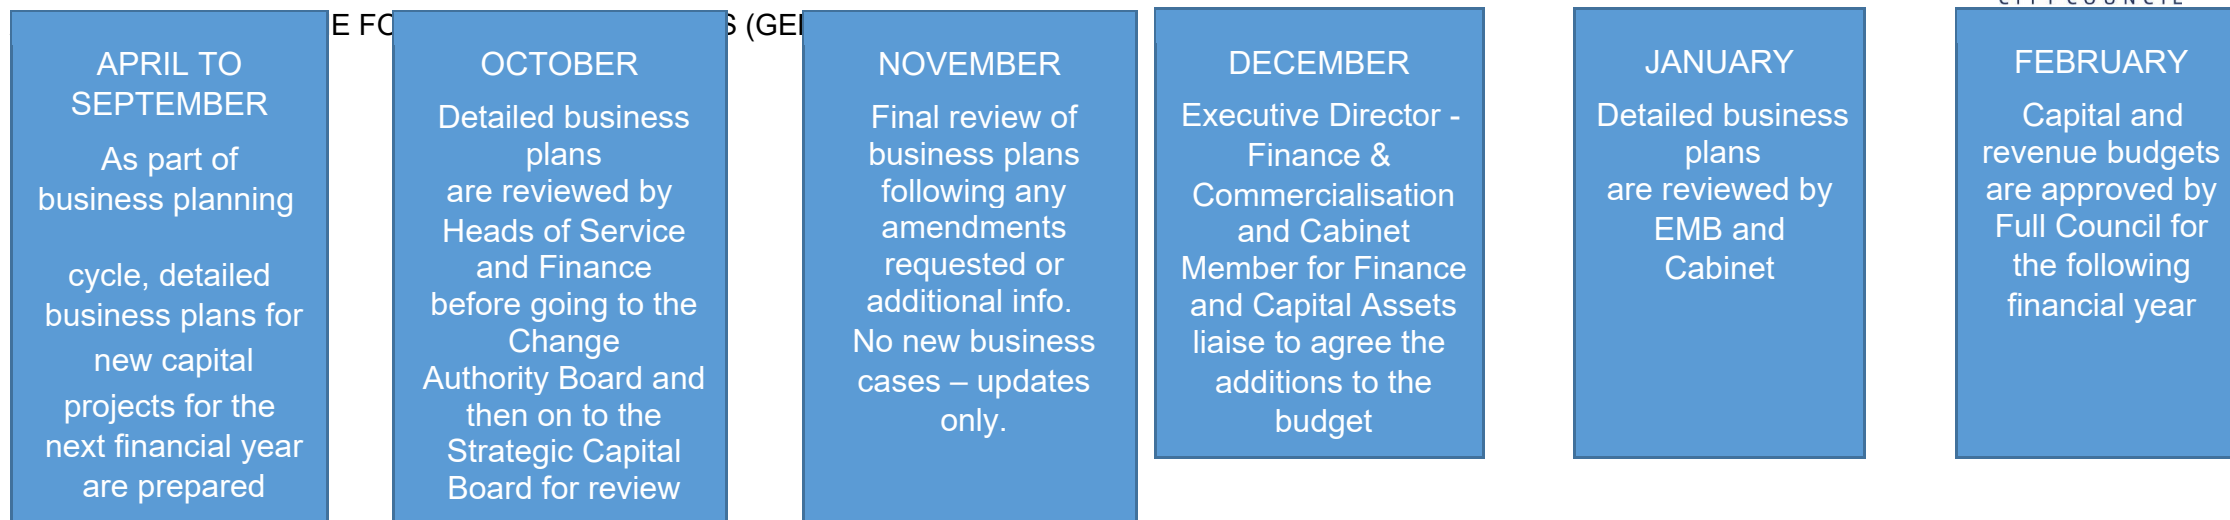 CITY COUNCIL
E FO S (GE
APRIL TO
SEPTEMBER
As part of
business planning
cycle, detailed
business plans for
new capital
projects for the
next financial year
are prepared
OCTOBER
Detailed business
plans
are reviewed by
Heads of Service
and Finance
before going to the
Change
Authority Board and
then on to the
Strategic Capital
Board for review
NOVEMBER
Final review of
business plans
following any
amendments
requested or
additional info.
No new business
cases – updates
only.
DECEMBER
Executive Director -
Finance &
Commercialisation
and Cabinet
Member for Finance
and Capital Assets
liaise to agree the
additions to the
budget
JANUARY
Detailed business
plans
are reviewed by
EMB and
Cabinet
FEBRUARY
Capital and
revenue budgets
are approved by
Full Council for
the following
financial year